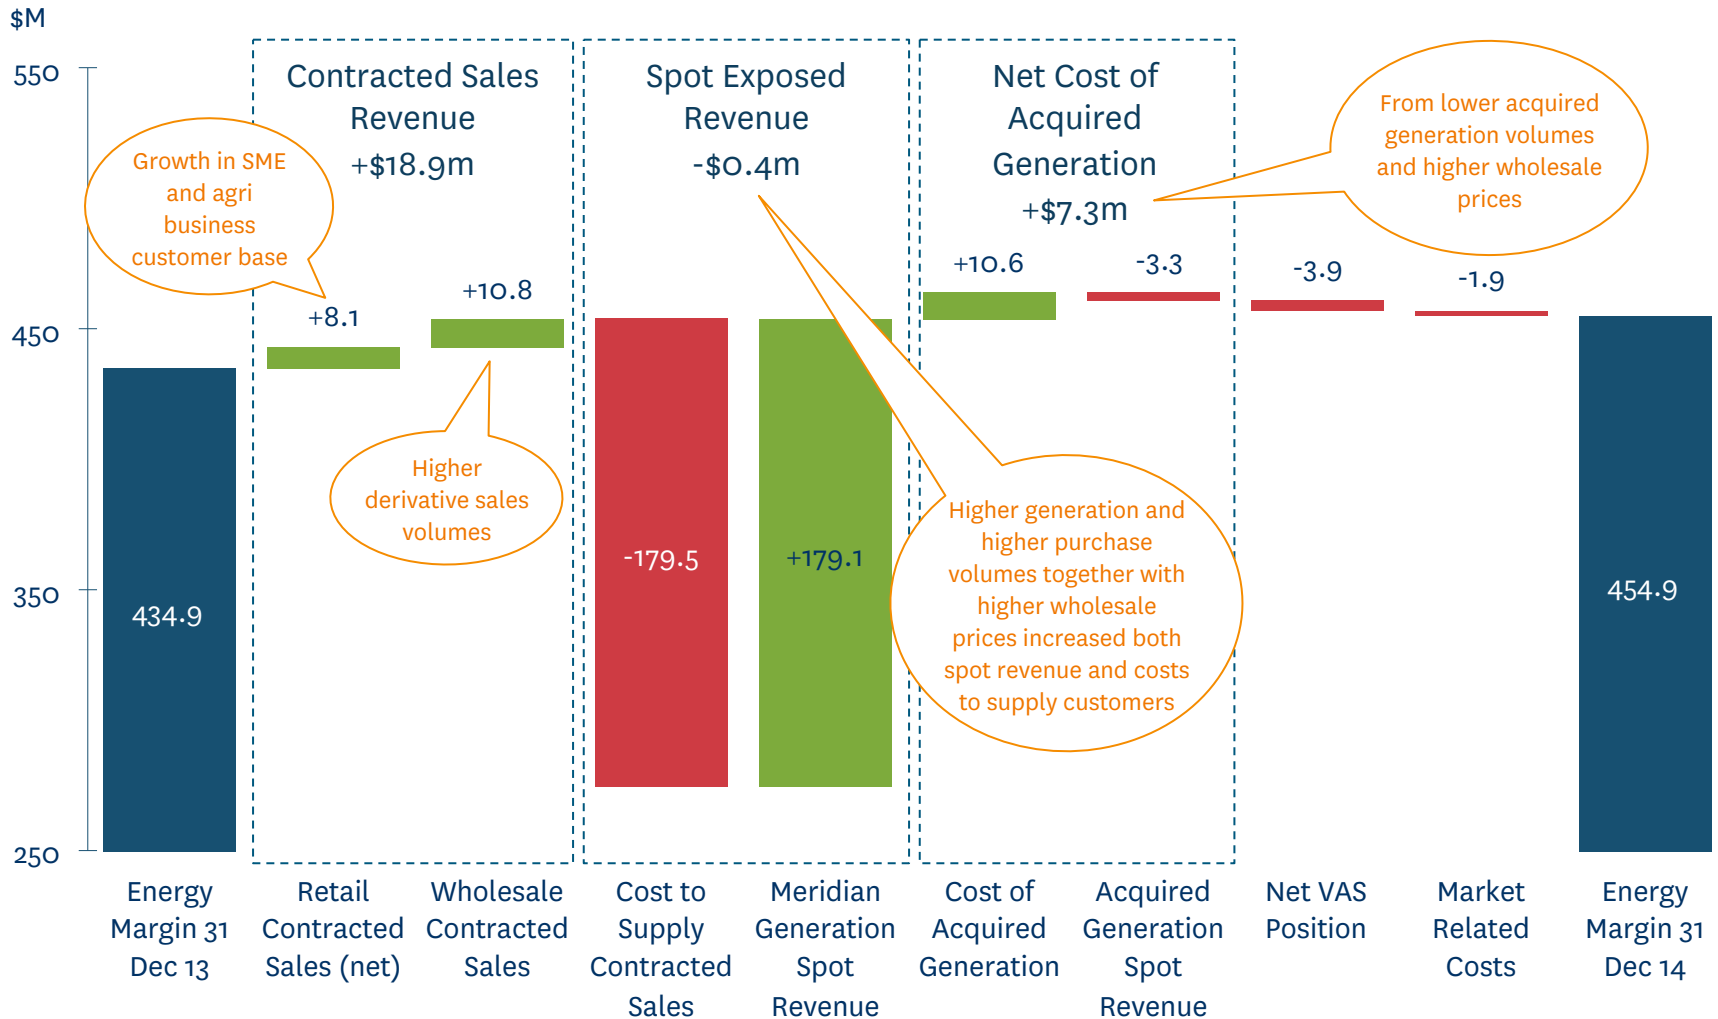 $M
550
450
350
250
Contracted Sales
Revenue
+$18.9m
Spot Exposed
Revenue
-$0.4m
Net Cost of
Acquired
Generation
+$7.3m
From lower acquired
generation volumes
and higher wholesale
prices
Growth in SME
and agri
business
customer base
+8.1
+10.8
+10.6
-3.3
-3.9
-1.9
Higher
derivative sales
volumes
Higher generation and
higher purchase
volumes together with
higher wholesale
prices increased both
spot revenue and costs
to supply customers
434.9
-179.5
+179.1
454.9
Energy
Margin 31
Dec 13
Retail
Contracted
Sales (net)
Wholesale
Contracted
Sales
Cost to
Supply
Contracted
Sales
Meridian
Generation
Spot
Revenue
Cost of
Acquired
Generation
Acquired
Generation
Spot
Revenue
Net VAS
Position
Market
Related
Costs
Energy
Margin 31
Dec 14